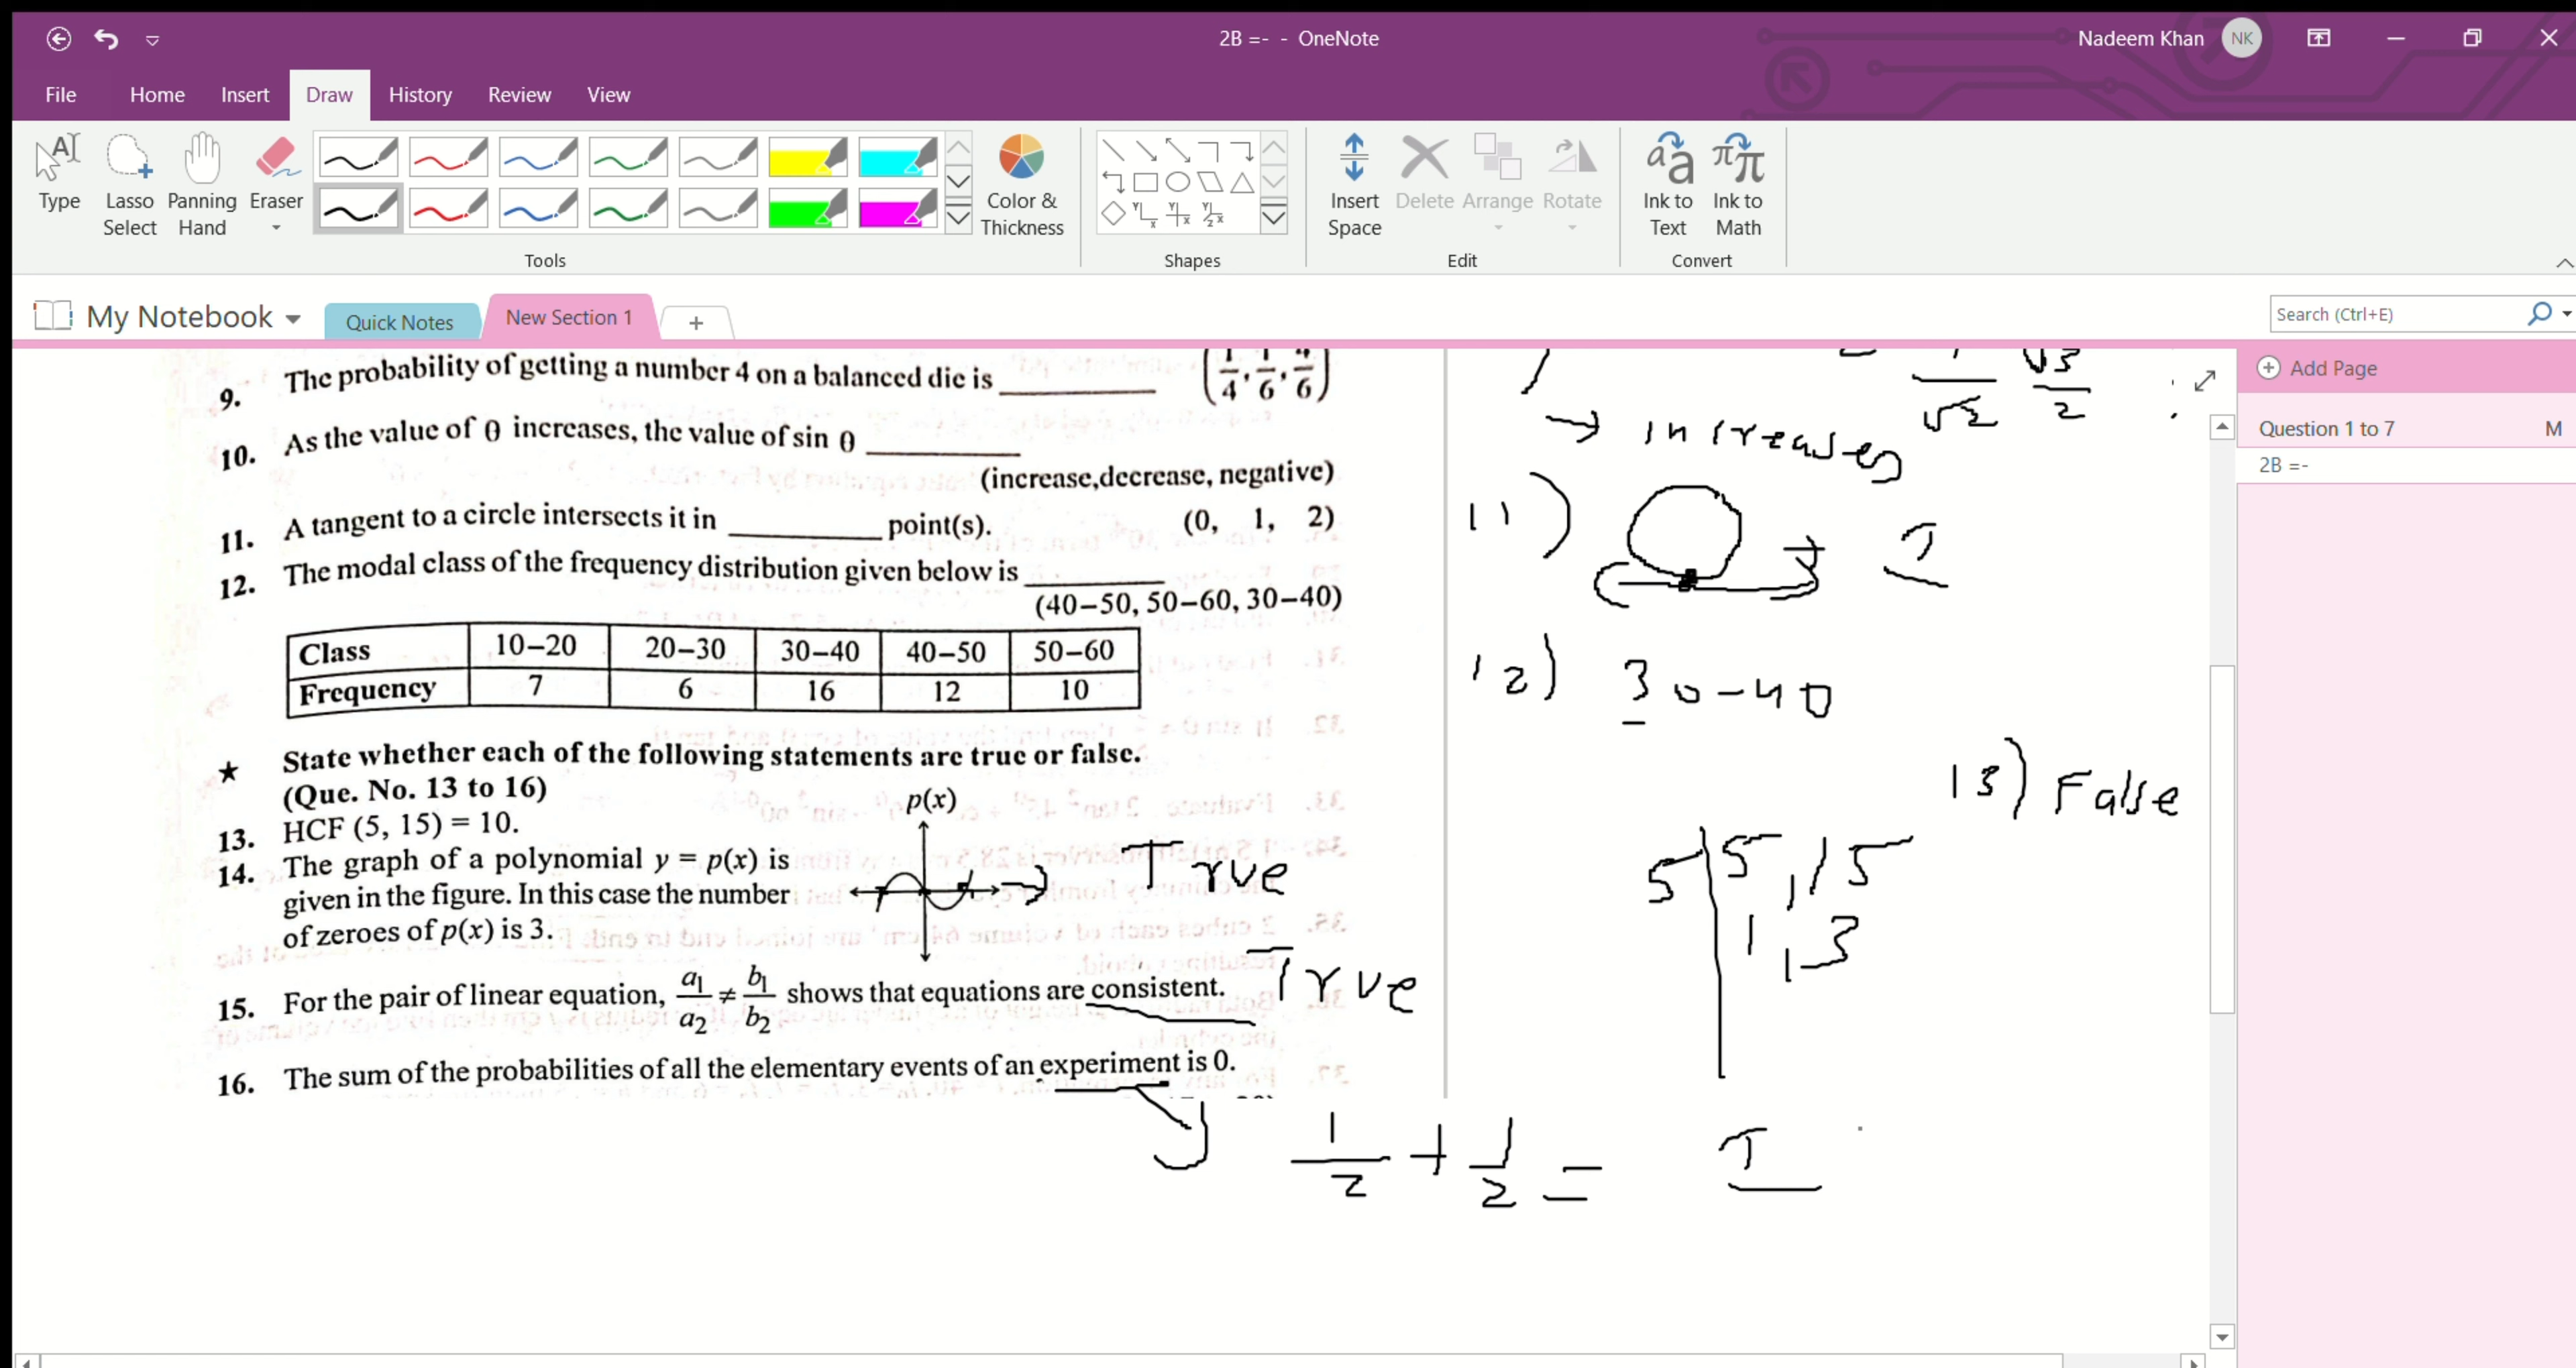 2B =- - OneNote
Nadeem Khan NK
File Home Insert Draw History Review View
Type Lasso Select Panning Hand Eraser
Color & Thickness
Insert Space Delete Arrange Rotate
Ink to Text Ink to Math
Tools Shapes Edit Convert
My Notebook Quick Notes New Section 1 +
Search (Ctrl+E)
Add Page
Question 1 to 7 M
2B =-
9. The probability of getting a number 4 on a balanced die is ________ (1/4, 1/6, 4/6)
10. As the value of θ increases, the value of sin θ ________
(increase,decrease, negative)
11. A tangent to a circle intersects it in ________ point(s). (0, 1, 2)
12. The modal class of the frequency distribution given below is ________
(40–50, 50–60, 30–40)
Class 10–20 20–30 30–40 40–50 50–60
Frequency 7 6 16 12 10
★ State whether each of the following statements are true or false.
(Que. No. 13 to 16)
13. HCF (5, 15) = 10.
p(x)
14. The graph of a polynomial y = p(x) is
given in the figure. In this case the number
of zeroes of p(x) is 3.
True
15. For the pair of linear equation, a1/a2 ≠ b1/b2 shows that equations are consistent.
True
16. The sum of the probabilities of all the elementary events of an experiment is 0.
1/2 + 1/2 = 1
√2 √3/2
→ increases
11) 1
12) 30-40
13) False
5 5, 15
1, 3